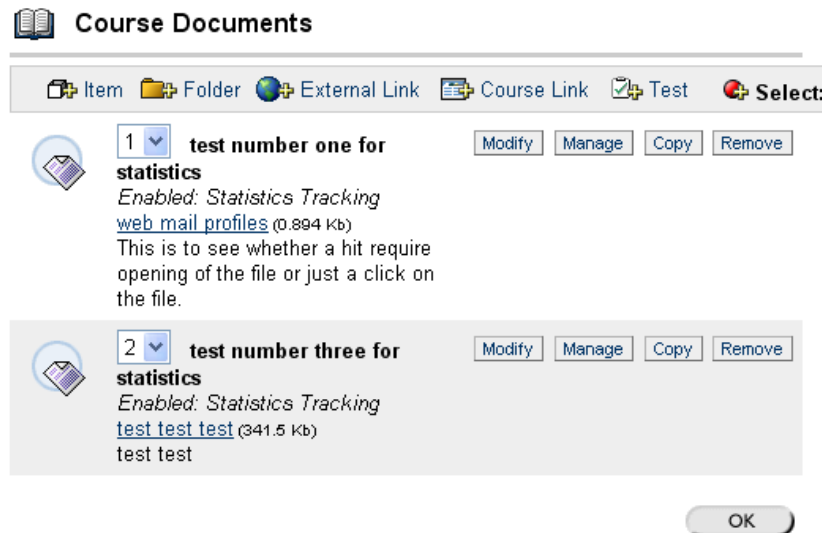 Course Documents
Item Folder External Link Course Link Test Select:
1 test number one for Modify Manage Copy Remove
statistics
Enabled: Statistics Tracking
web mail profiles (0.894 Kb)
This is to see whether a hit require
opening of the file or just a click on
the file.
2 test number three for Modify Manage Copy Remove
statistics
Enabled: Statistics Tracking
test test test (341.5 Kb)
test test
OK